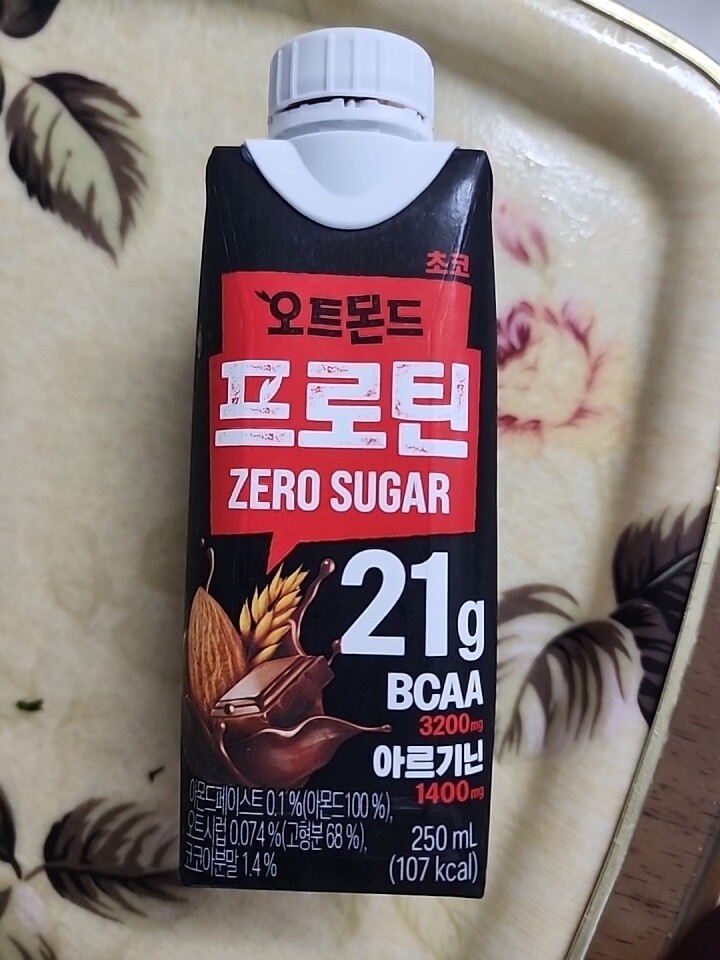 초코
오트몬드
프로틴
ZERO SUGAR
21g
BCAA
3200mg
아르기닌
1400mg
아몬드페이스트 0.1 %(아몬드100 %),
오트시럽 0.074 %(고형분 68 %),
코코아분말 1.4 %
250 mL
(107 kcal)